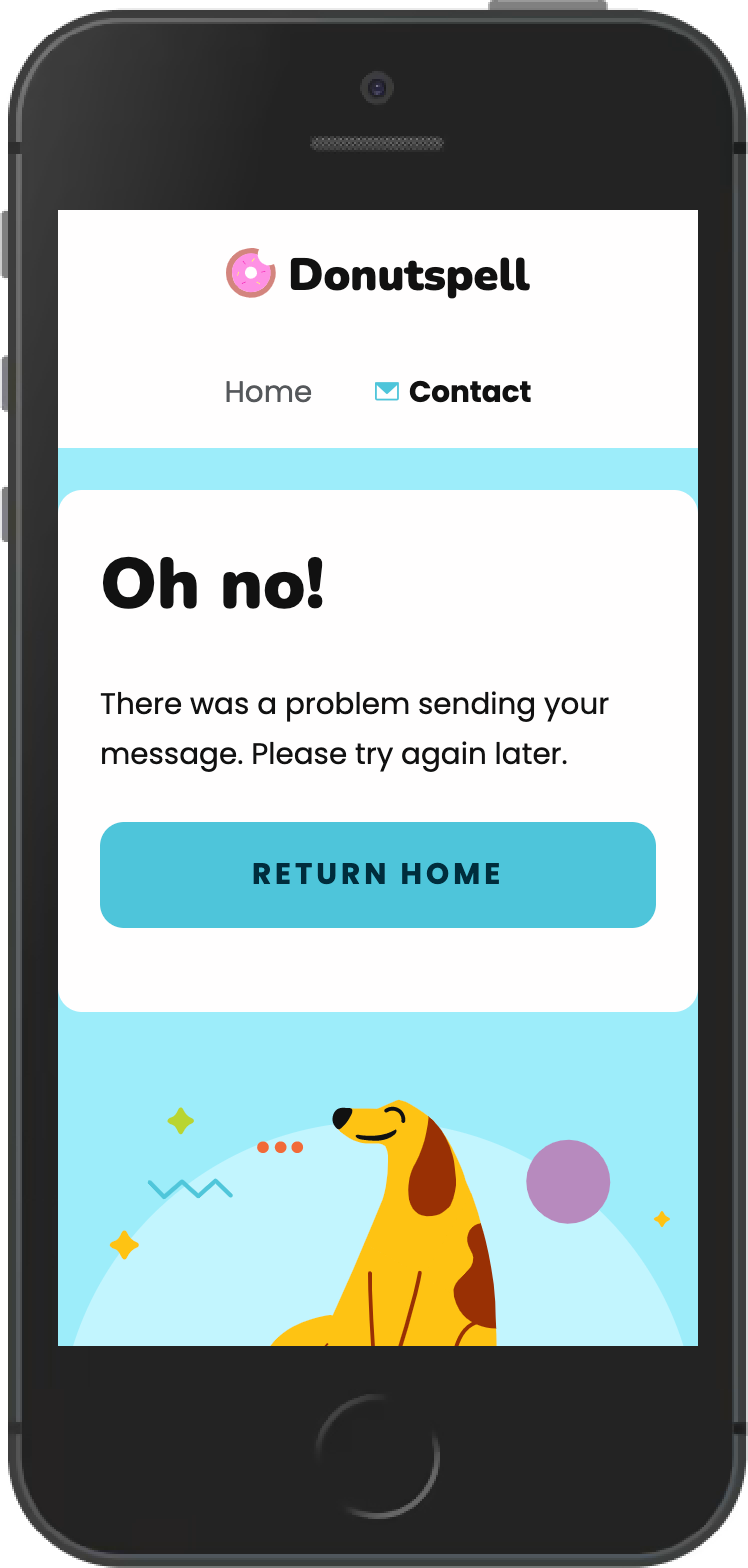 Donutspell
Home
Contact
Oh no!
There was a problem sending your
message. Please try again later.
RETURN HOME